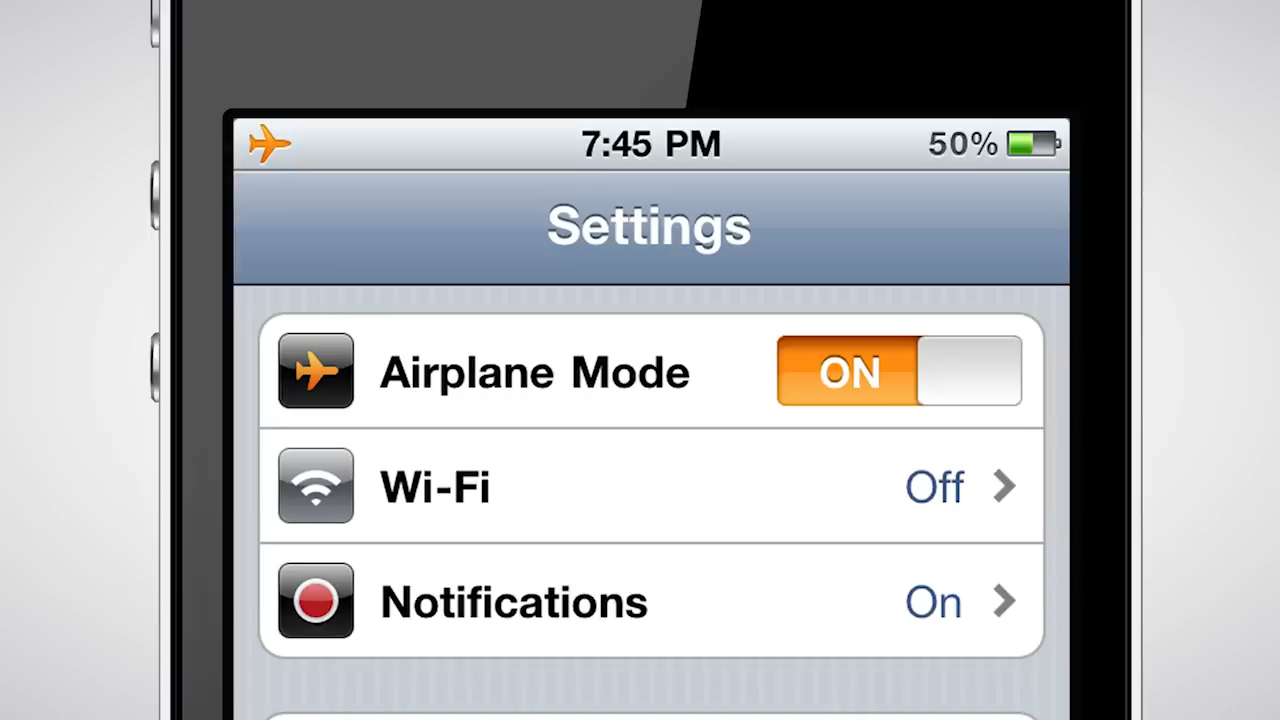 7:45 PM 50%
Settings
Airplane Mode ON
Wi-Fi Off
Notifications On